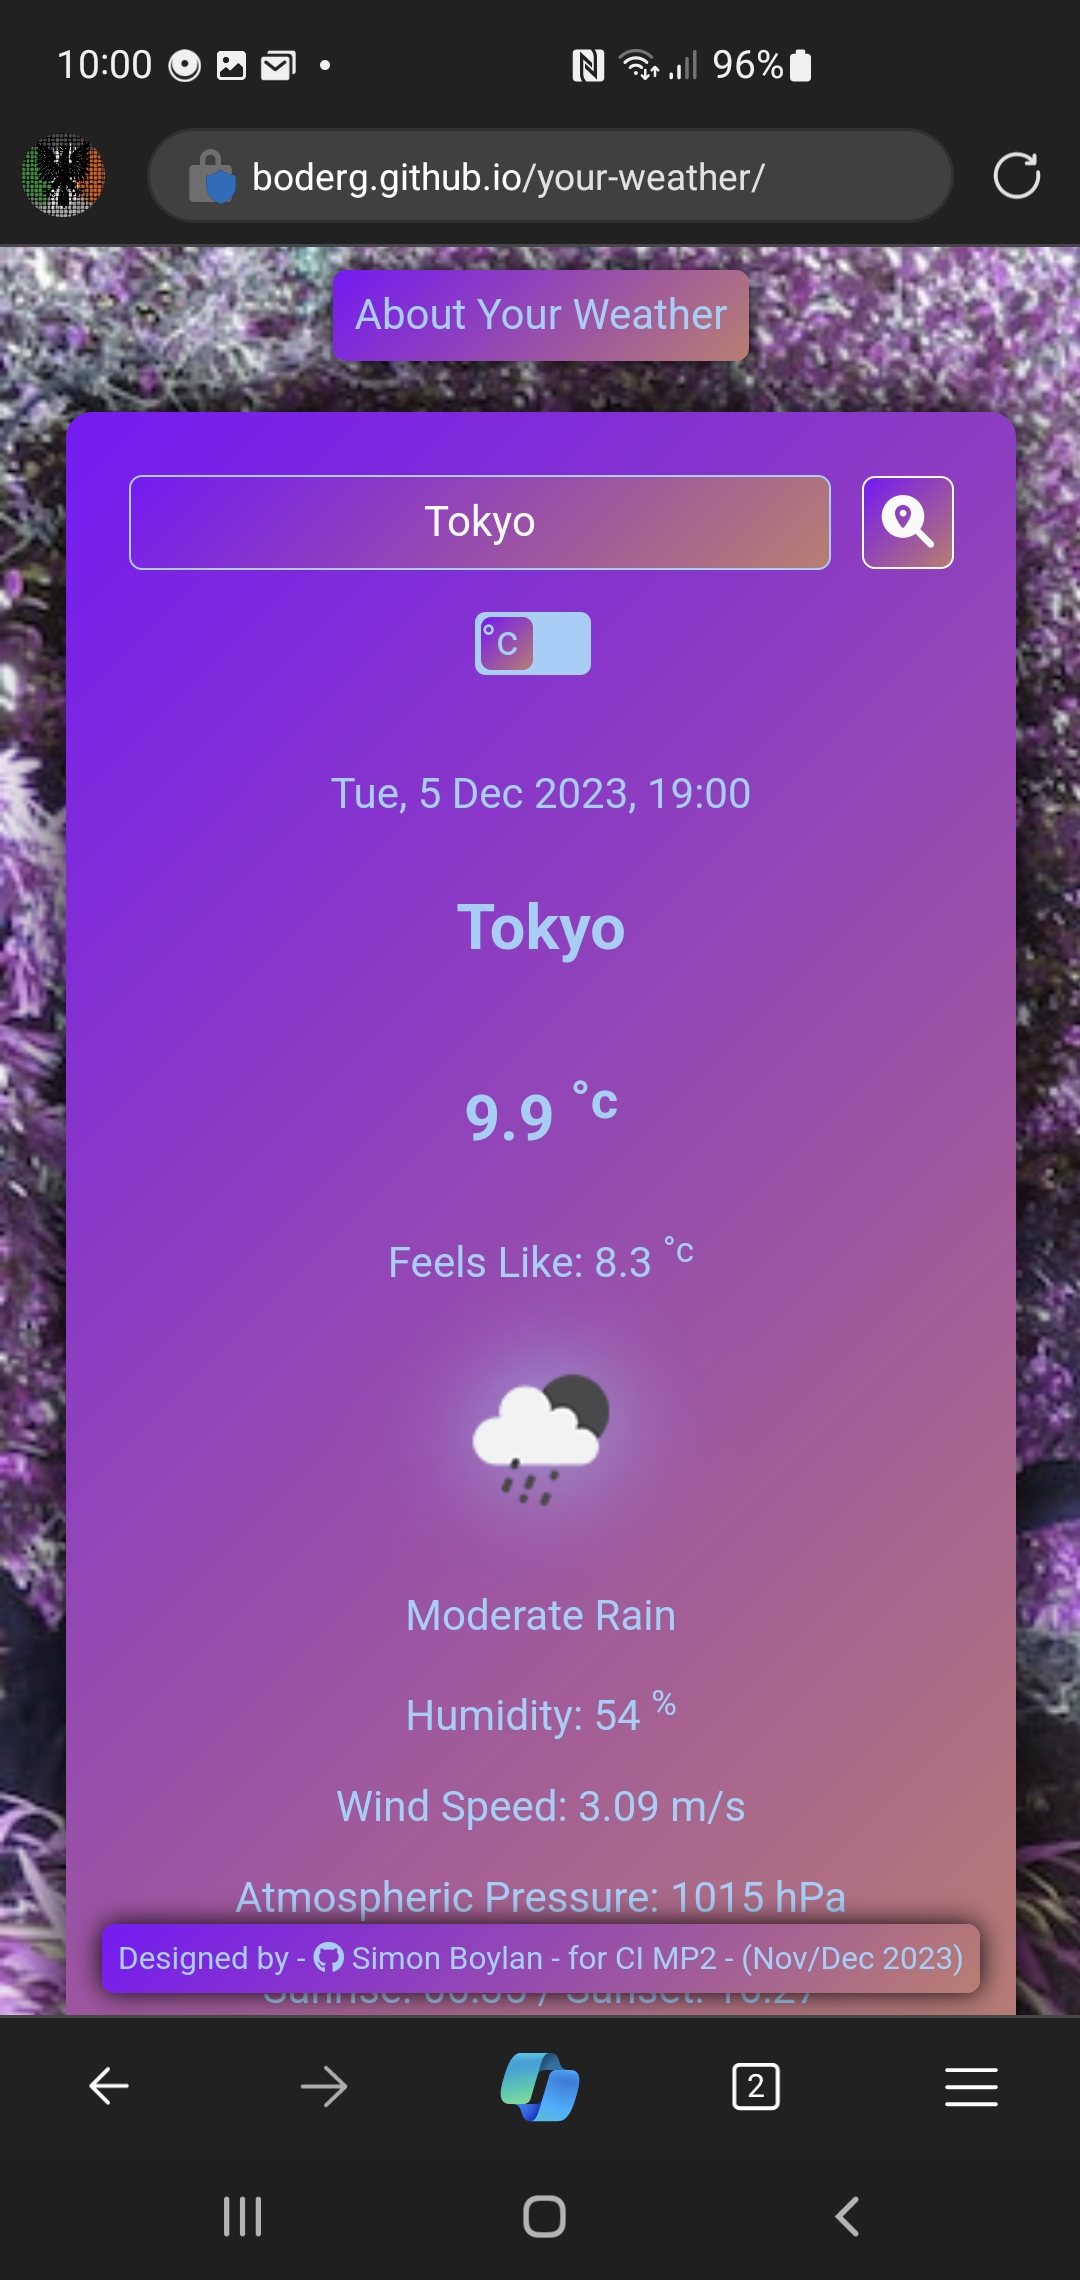 10:00 96%
boderg.github.io/your-weather/
About Your Weather
Tokyo
°C
Tue, 5 Dec 2023, 19:00
Tokyo
9.9 °C
Feels Like: 8.3 °C
Moderate Rain
Humidity: 54 %
Wind Speed: 3.09 m/s
Atmospheric Pressure: 1015 hPa
Designed by - Simon Boylan - for CI MP2 - (Nov/Dec 2023)
Sunrise: / Sunset:
2